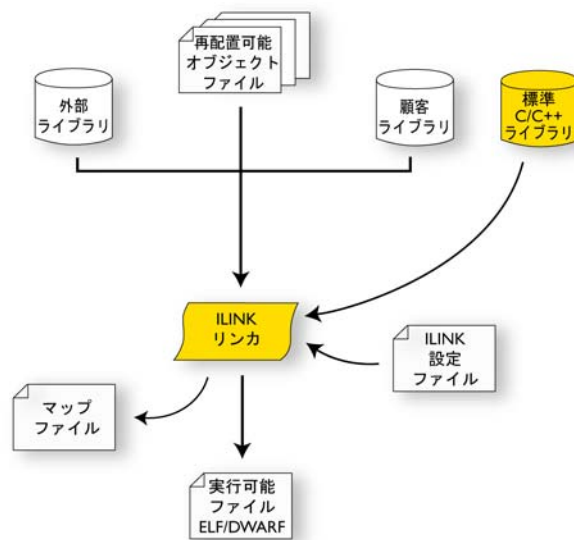 再配置可能
オブジェクト
ファイル
外部
ライブラリ
顧客
ライブラリ
標準
C/C++
ライブラリ
ILINK
リンカ
ILINK
設定
ファイル
マップ
ファイル
実行可能
ファイル
ELF/DWARF